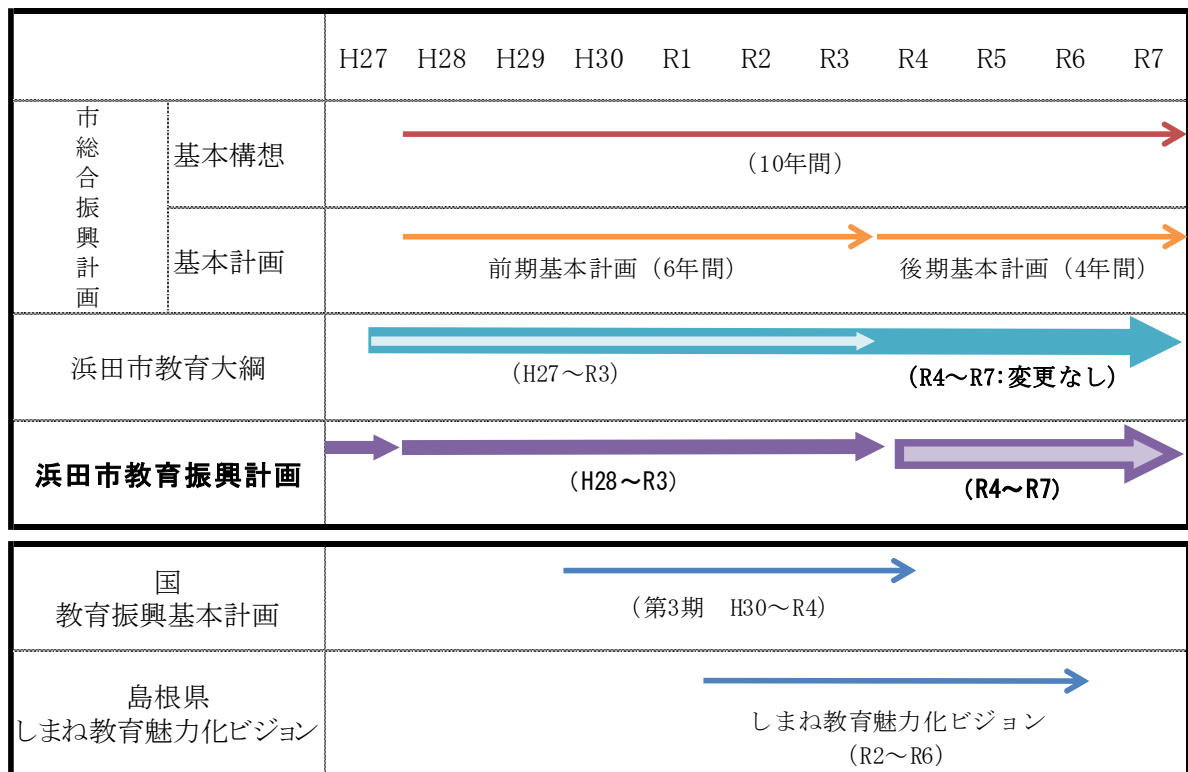 H27 H28 H29 H30 R1 R2 R3 R4 R5 R6 R7
市総合振興計画
基本構想
（10年間）
基本計画
前期基本計画（6年間）
後期基本計画（4年間）
浜田市教育大綱
（H27～R3）
（R4～R7：変更なし）
浜田市教育振興計画
（H28～R3）
（R4～R7）
国
教育振興基本計画
（第3期　H30～R4）
島根県
しまね教育魅力化ビジョン
しまね教育魅力化ビジョン
（R2～R6）